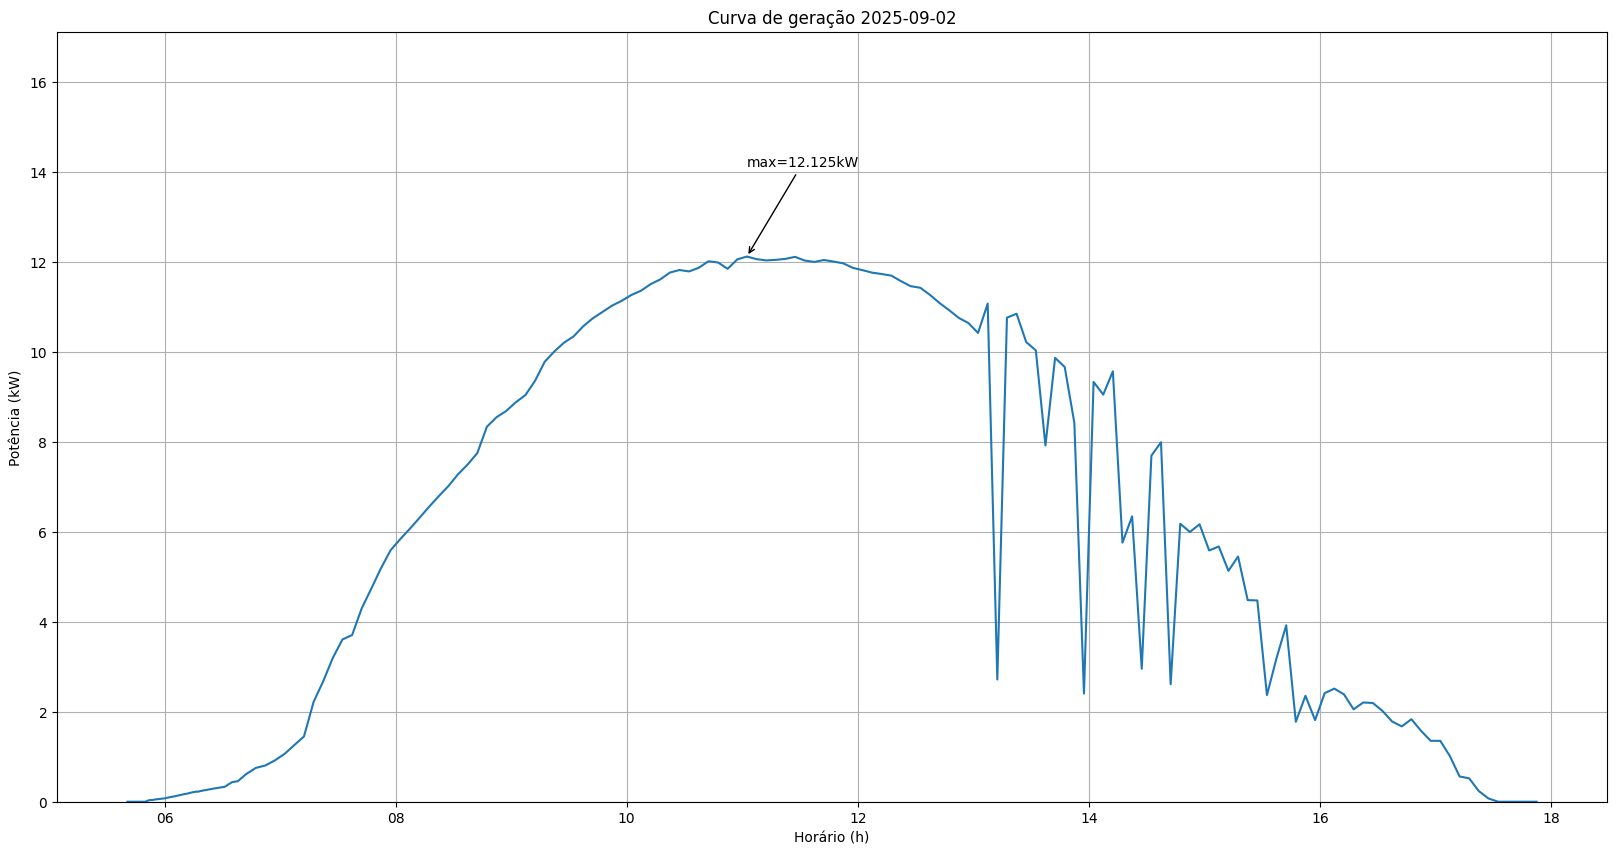 Curva de geração 2025-09-02
16
14
12
10
8
6
4
2
0
max=12.125kW
Potência (kW)
06 08 10 12 14 16 18
Horário (h)